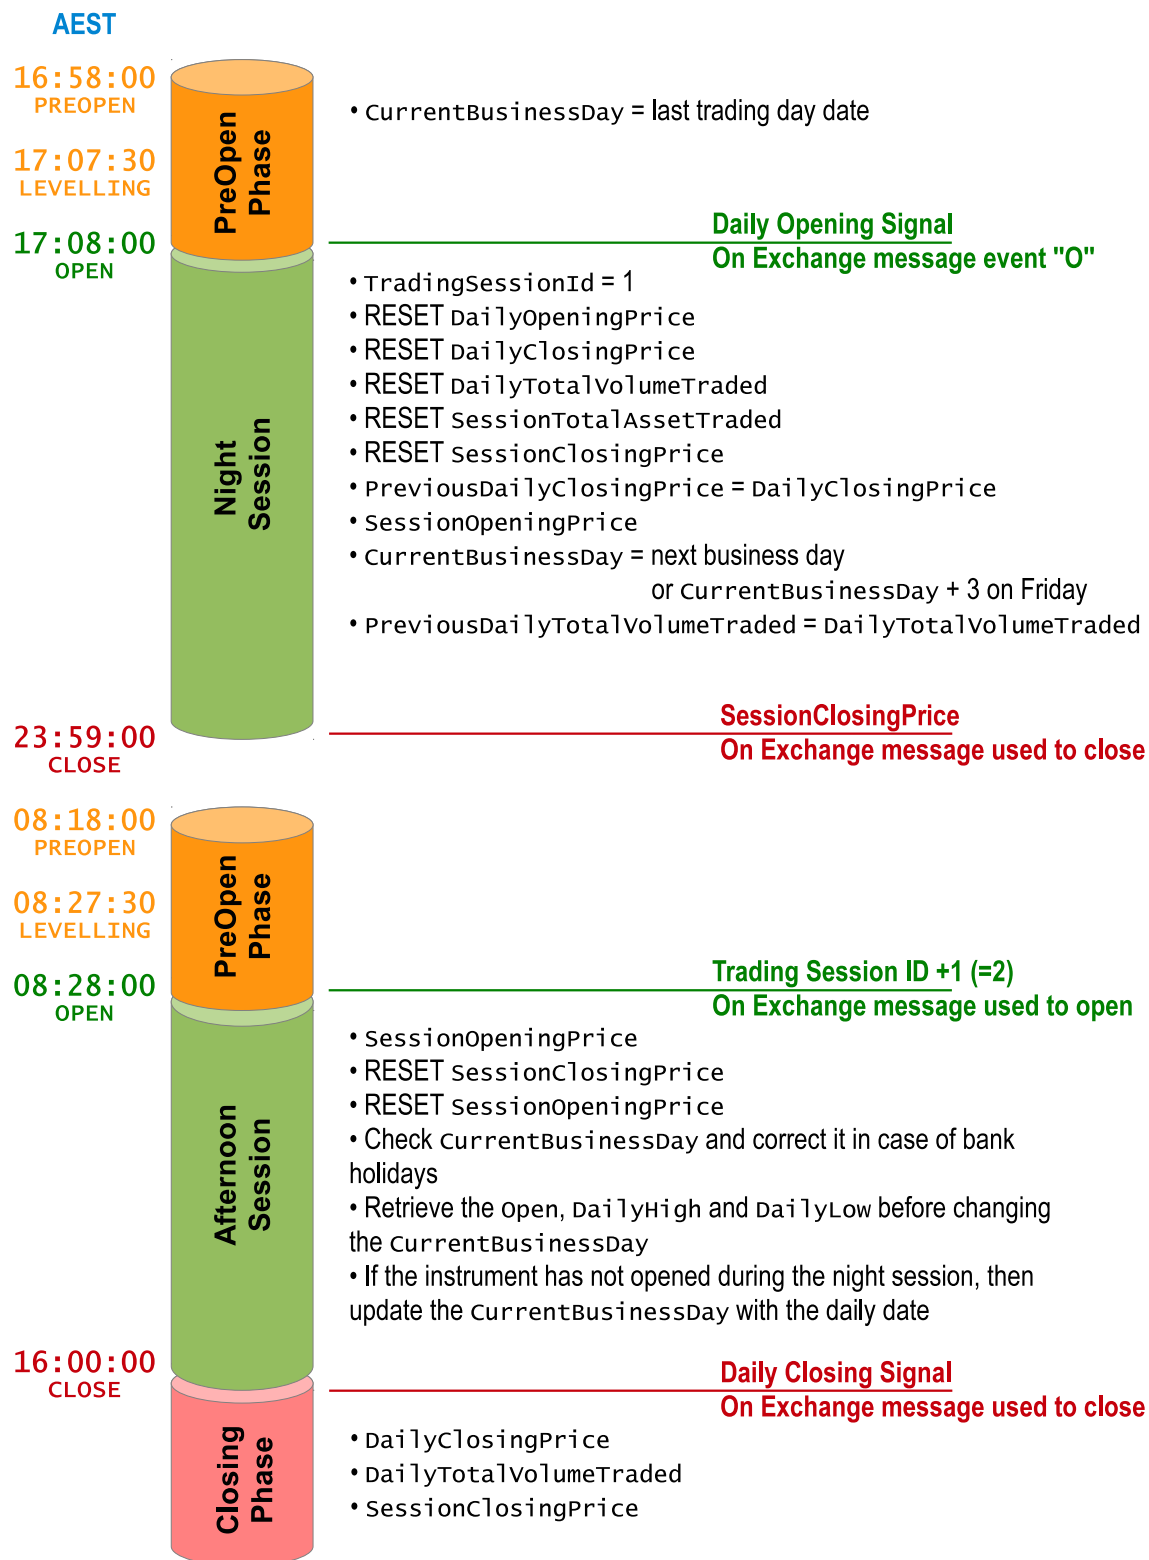 AEST
16:58:00
PREOPEN
PreOpen
Phase
• CurrentBusinessDay = last trading day date
17:07:30
LEVELLING
17:08:00
OPEN
Daily Opening Signal
On Exchange message event "O"
Night
Session
• TradingSessionId = 1
• RESET DailyOpeningPrice
• RESET DailyClosingPrice
• RESET DailyTotalVolumeTraded
• RESET SessionTotalAssetTraded
• RESET SessionClosingPrice
• PreviousDailyClosingPrice = DailyClosingPrice
• SessionOpeningPrice
• CurrentBusinessDay = next business day
or CurrentBusinessDay + 3 on Friday
• PreviousDailyTotalVolumeTraded = DailyTotalVolumeTraded
23:59:00
CLOSE
SessionClosingPrice
On Exchange message used to close
08:18:00
PREOPEN
PreOpen
Phase
08:27:30
LEVELLING
08:28:00
OPEN
Trading Session ID +1 (=2)
On Exchange message used to open
Afternoon
Session
• SessionOpeningPrice
• RESET SessionClosingPrice
• RESET SessionOpeningPrice
• Check CurrentBusinessDay and correct it in case of bank
holidays
• Retrieve the Open, DailyHigh and DailyLow before changing
the CurrentBusinessDay
• If the instrument has not opened during the night session, then
update the CurrentBusinessDay with the daily date
16:00:00
CLOSE
Daily Closing Signal
On Exchange message used to close
Closing
Phase
• DailyClosingPrice
• DailyTotalVolumeTraded
• SessionClosingPrice